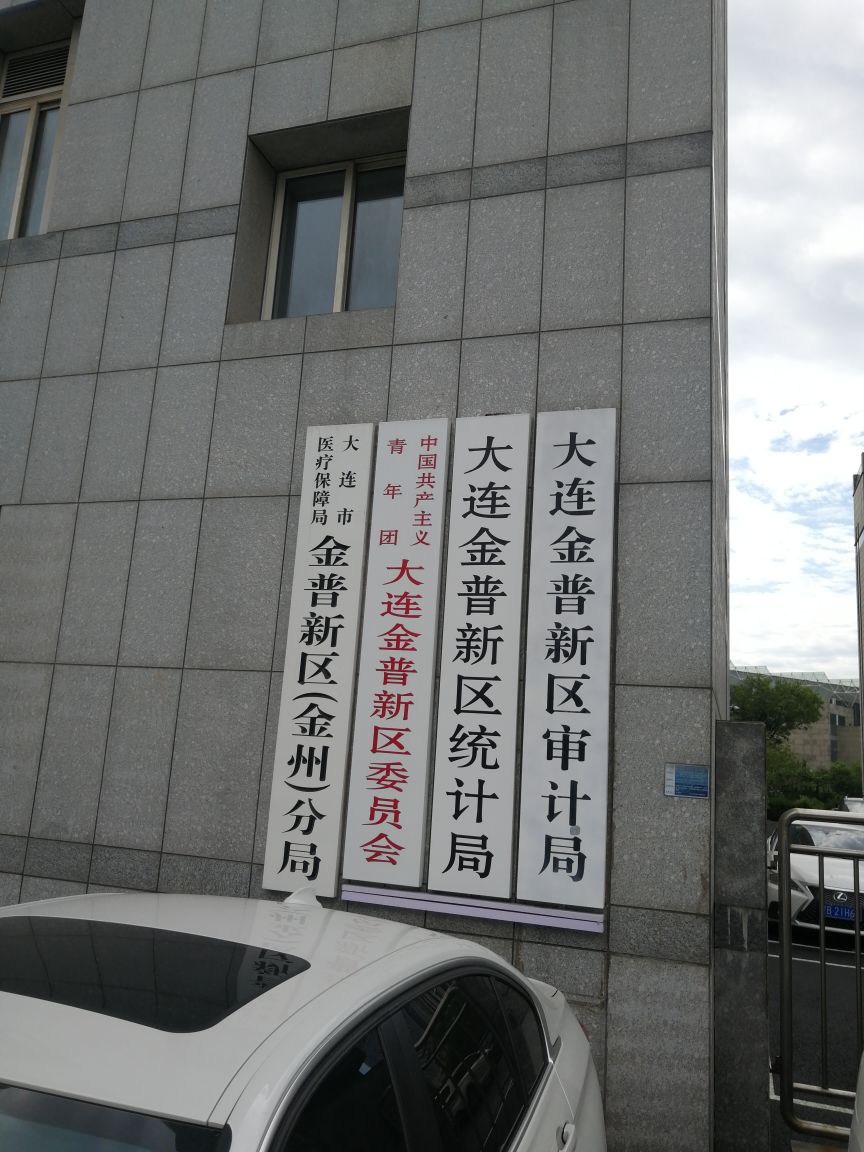 大连金普新区审计局
大连金普新区统计局
中国共产主义
青年团
大连金普新区委员会
大连市
医疗保障局
金普新区(金州)分局